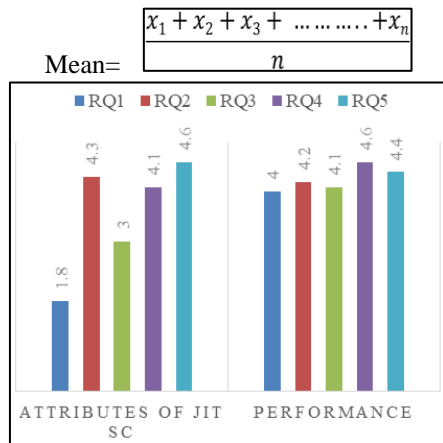 Mean= x₁ + x₂ + x₃ + ………..+xₙ
n
RQ1 RQ2 RQ3 RQ4 RQ5
1.8 4.3 3 4.1 4.6 4 4.2 4.1 4.6 4.4
ATTRIBUTES OF JIT SC
PERFORMANCE